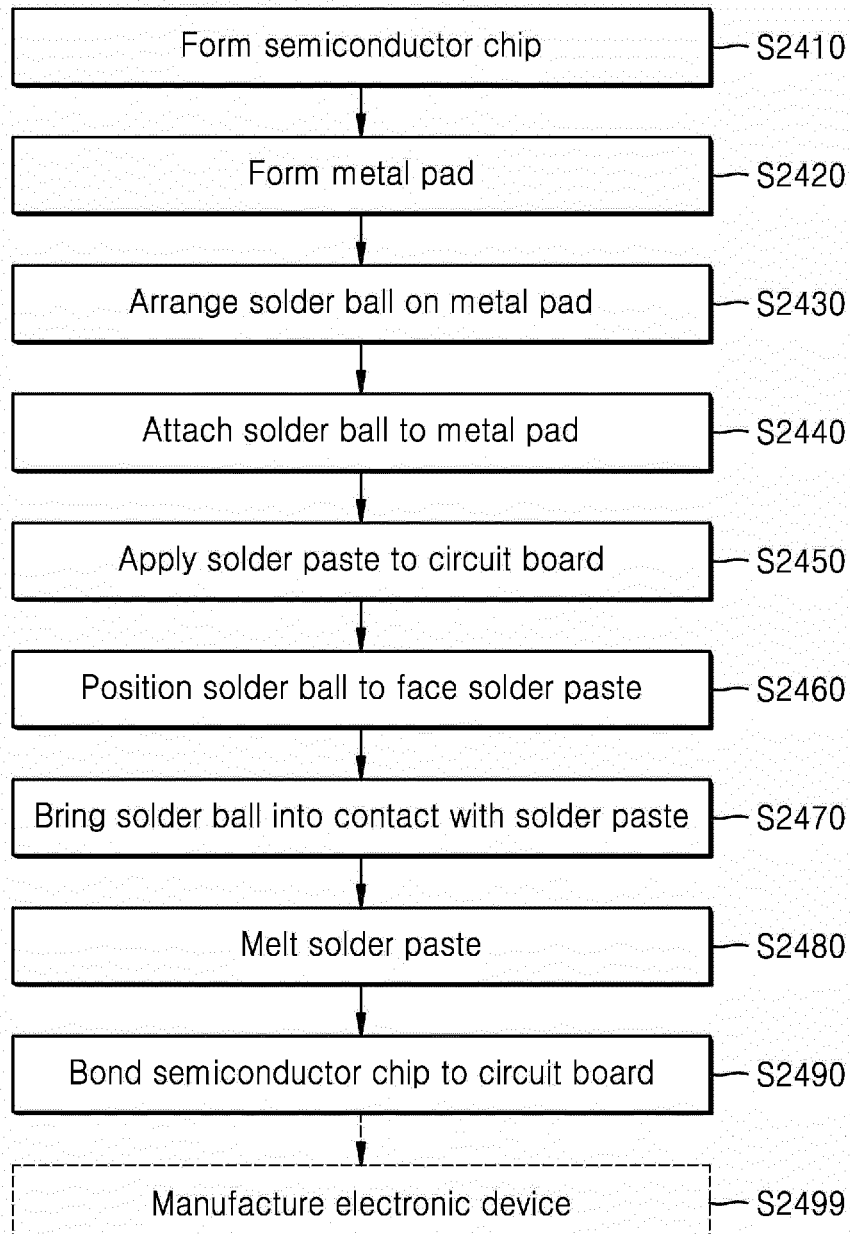 Form semiconductor chip S2410
Form metal pad S2420
Arrange solder ball on metal pad S2430
Attach solder ball to metal pad S2440
Apply solder paste to circuit board S2450
Position solder ball to face solder paste S2460
Bring solder ball into contact with solder paste S2470
Melt solder paste S2480
Bond semiconductor chip to circuit board S2490
Manufacture electronic device S2499